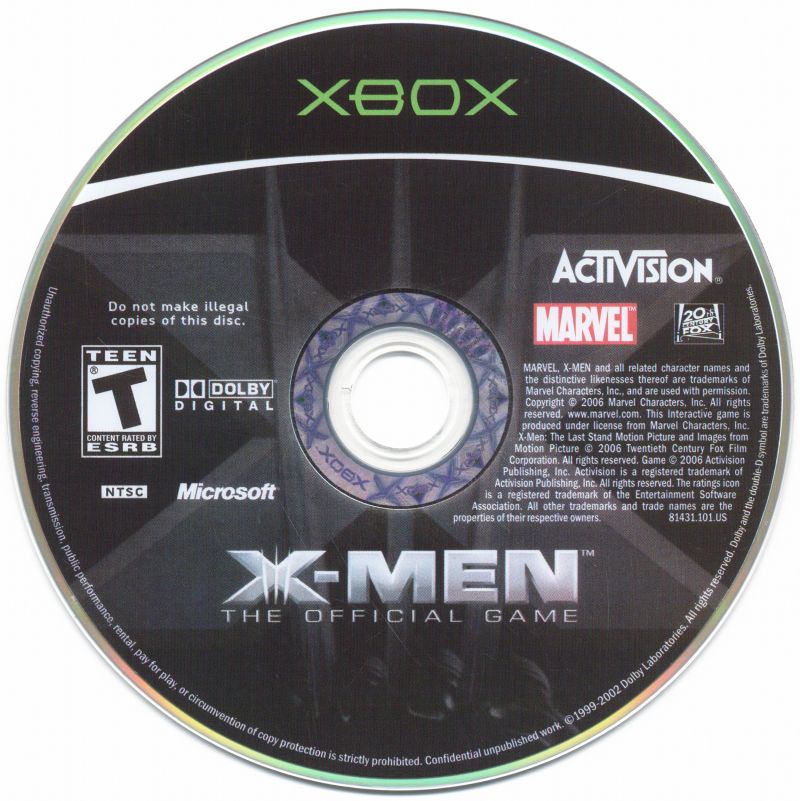 XBOX
ACTIVISION®
MARVEL™
20th
CENTURY
FOX
Do not make illegal
copies of this disc.
TEEN
T®
CONTENT RATED BY
ESRB
DOLBY
DIGITAL
NTSC
Microsoft
MARVEL, X-MEN and all related character names and
the distinctive likenesses thereof are trademarks of
Marvel Characters, Inc., and are used with permission.
Copyright © 2006 Marvel Characters, Inc. All rights
reserved. www.marvel.com. This Interactive game is
produced under license from Marvel Characters, Inc.
X-Men: The Last Stand Motion Picture and Images from
Motion Picture © 2006 Twentieth Century Fox Film
Corporation. All rights reserved. Game © 2006 Activision
Publishing, Inc. Activision is a registered trademark of
Activision Publishing, Inc. All rights reserved. The ratings icon
is a registered trademark of the Entertainment Software
Association. All other trademarks and trade names are the
properties of their respective owners. 81431.101.US
X-MEN™
THE OFFICIAL GAME
Unauthorized copying, reverse engineering, transmission, public performance, rental, pay for play, or circumvention of copy protection is strictly prohibited. Confidential unpublished work. ©1999-2002 Dolby Laboratories. All rights reserved. Dolby and the double-D symbol are trademarks of Dolby Laboratories.
XBOX